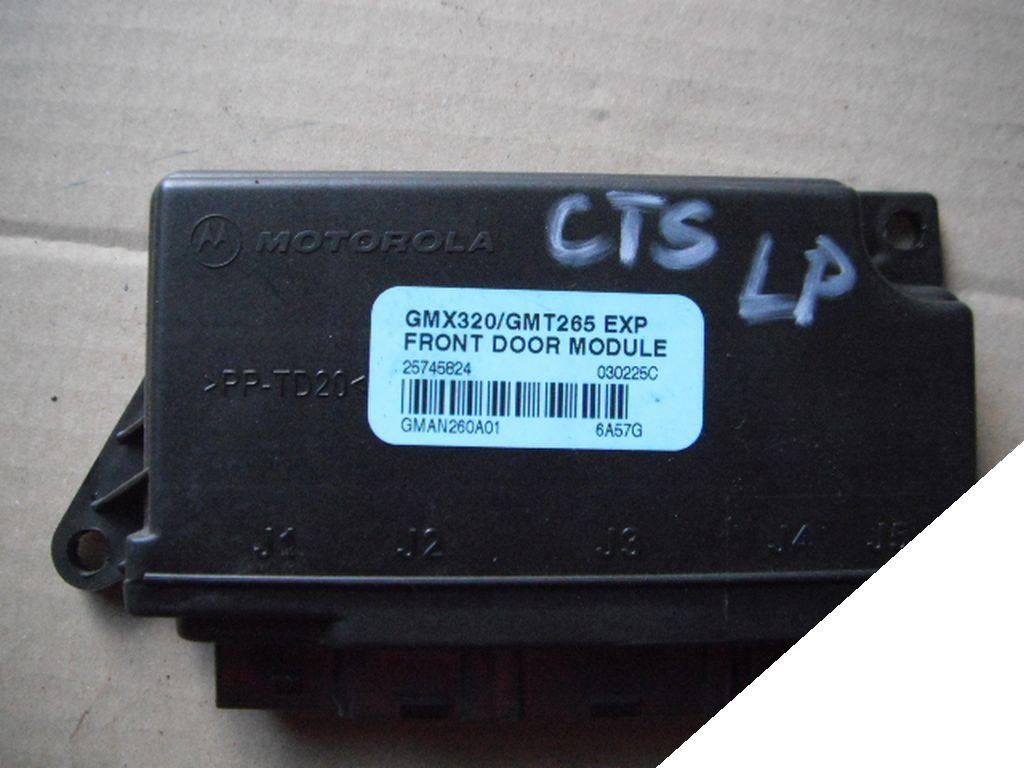 CTS
LP
MOTOROLA
GMX320/GMT265 EXP
FRONT DOOR MODULE
25745824 030225C
GMAN260A01 6A57G
>PP-TD20<
J1 J2 J3 J4 J5